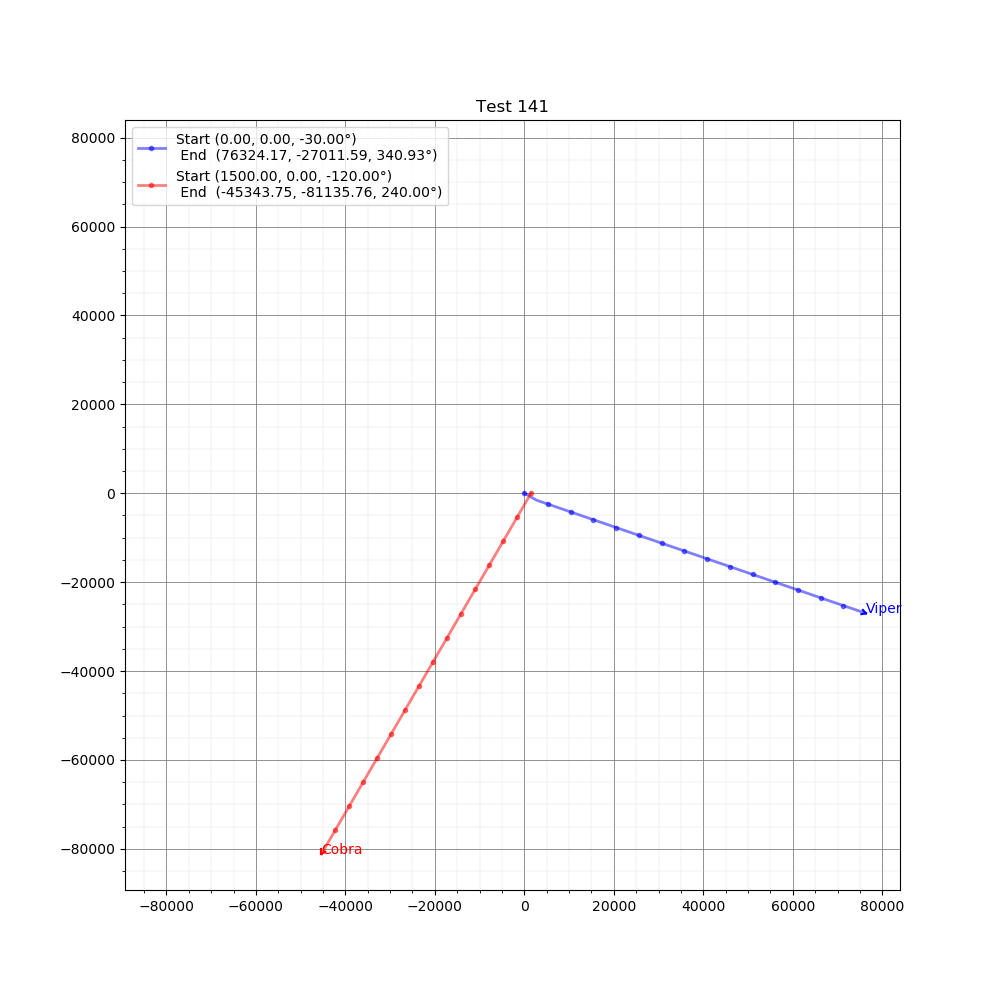 Test 141
Start (0.00, 0.00, -30.00°)
End (76324.17, -27011.59, 340.93°)
Start (1500.00, 0.00, -120.00°)
End (-45343.75, -81135.76, 240.00°)
80000
60000
40000
20000
0
−20000
−40000
−60000
−80000
Viper
Cobra
−80000 −60000 −40000 −20000 0 20000 40000 60000 80000